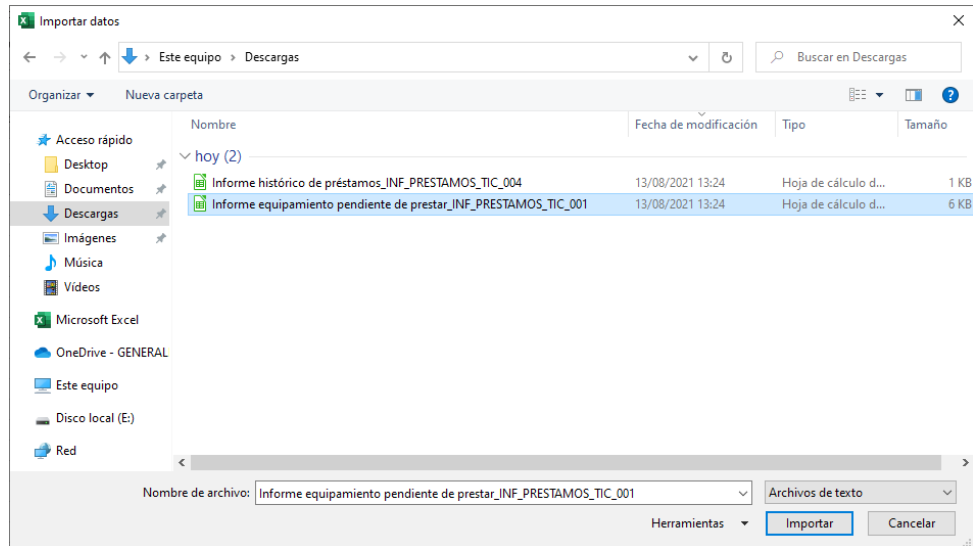 Importar datos
Este equipo › Descargas
Buscar en Descargas
Organizar
Nueva carpeta
Nombre
Fecha de modificación
Tipo
Tamaño
Acceso rápido
Desktop
Documentos
Descargas
Imágenes
Música
Vídeos
Microsoft Excel
OneDrive - GENERAL
Este equipo
Disco local (E:)
Red
hoy (2)
Informe histórico de préstamos_INF_PRESTAMOS_TIC_004 13/08/2021 13:24 Hoja de cálculo d... 1 KB
Informe equipamiento pendiente de prestar_INF_PRESTAMOS_TIC_001 13/08/2021 13:24 Hoja de cálculo d... 6 KB
Nombre de archivo: Informe equipamiento pendiente de prestar_INF_PRESTAMOS_TIC_001
Archivos de texto
Herramientas
Importar
Cancelar